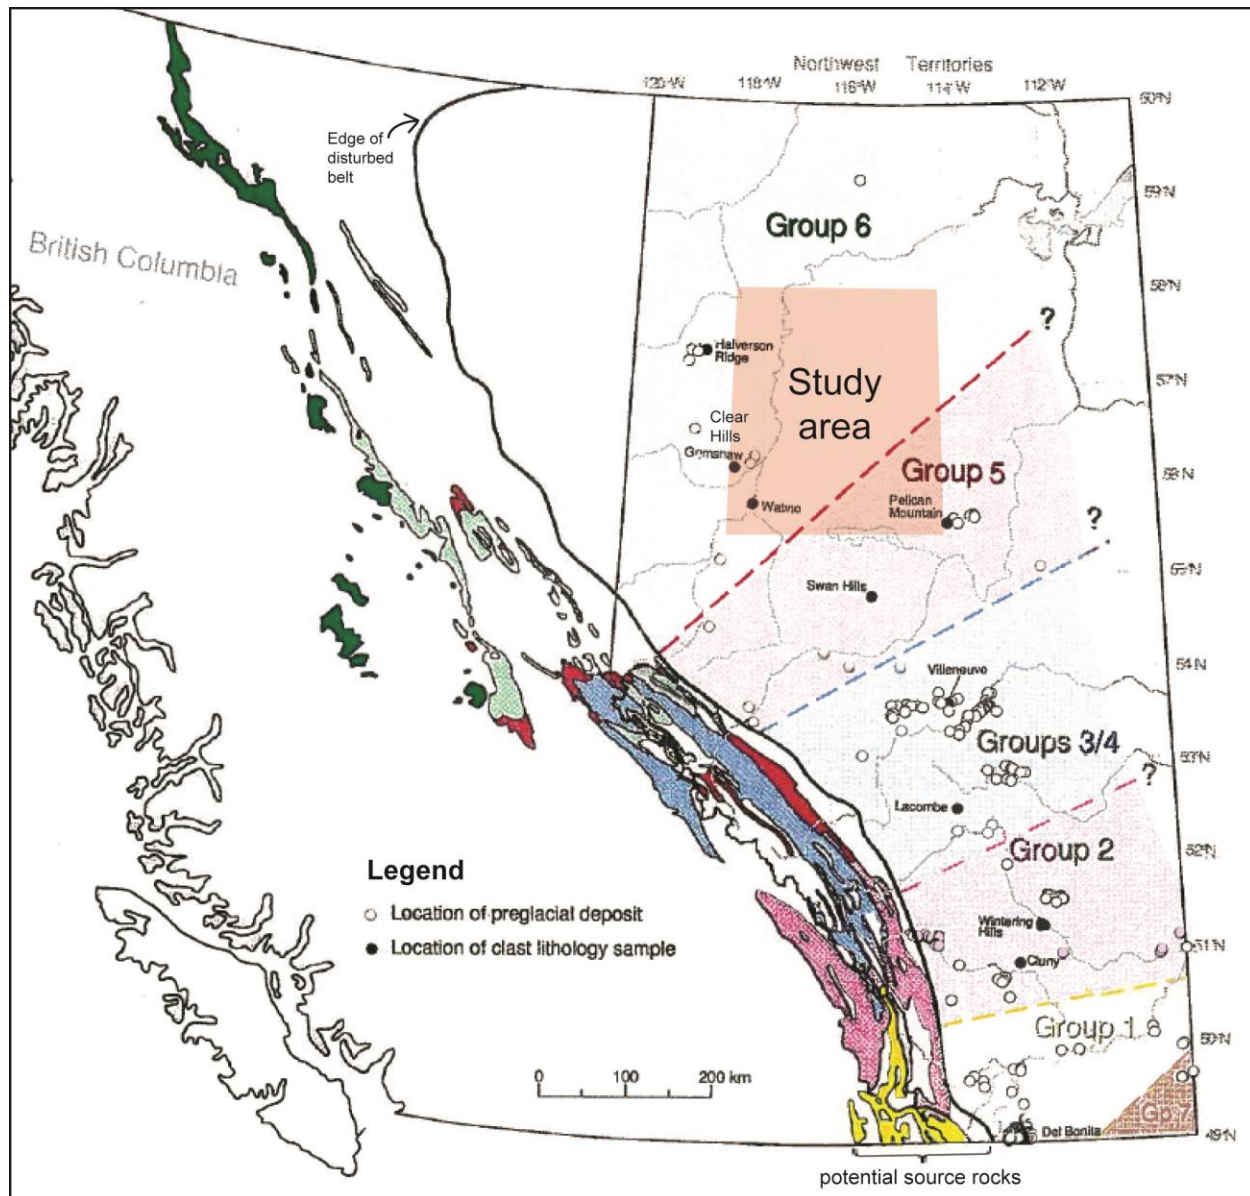 Northwest Territories
120°W 118°W 116°W 114°W 112°W
60°N
Edge of
disturbed
belt
59°N
Group 6
British Columbia
58°N
?
Halverson
Ridge
Study
area
57°N
Clear
Hills
Grimshaw
Group 5
56°N
Pelican
Mountain
Watino
?
55°N
Swan Hills
54°N
Villeneuve
Groups 3/4
53°N
?
Lacombe
Group 2
52°N
Legend
Location of preglacial deposit
Wintering
Hills
Location of clast lithology sample
51°N
Cluny
Group 1
50°N
0 100 200 km
Gp 7
Del Bonita
49°N
potential source rocks